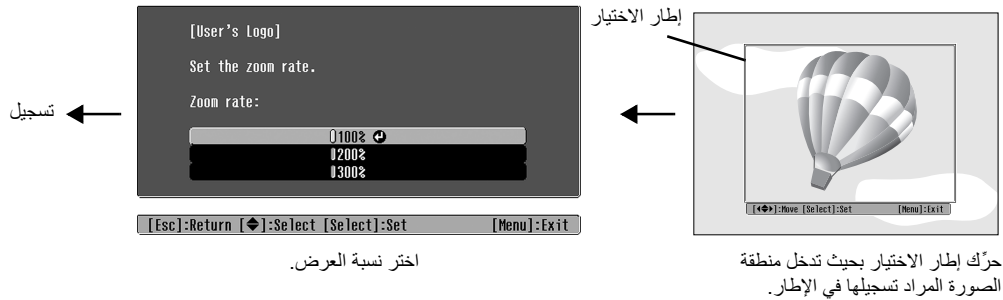 إطار الاختيار
[◄◆►]:Move [Select]:Set [Menu]:Exit
حرِّك إطار الاختيار بحيث تدخل منطقة
الصورة المراد تسجيلها في الإطار.
[User's Logo]
Set the zoom rate.
Zoom rate:
100%
200%
300%
[Esc]:Return [◆]:Select [Select]:Set [Menu]:Exit
اختر نسبة العرض.
تسجيل